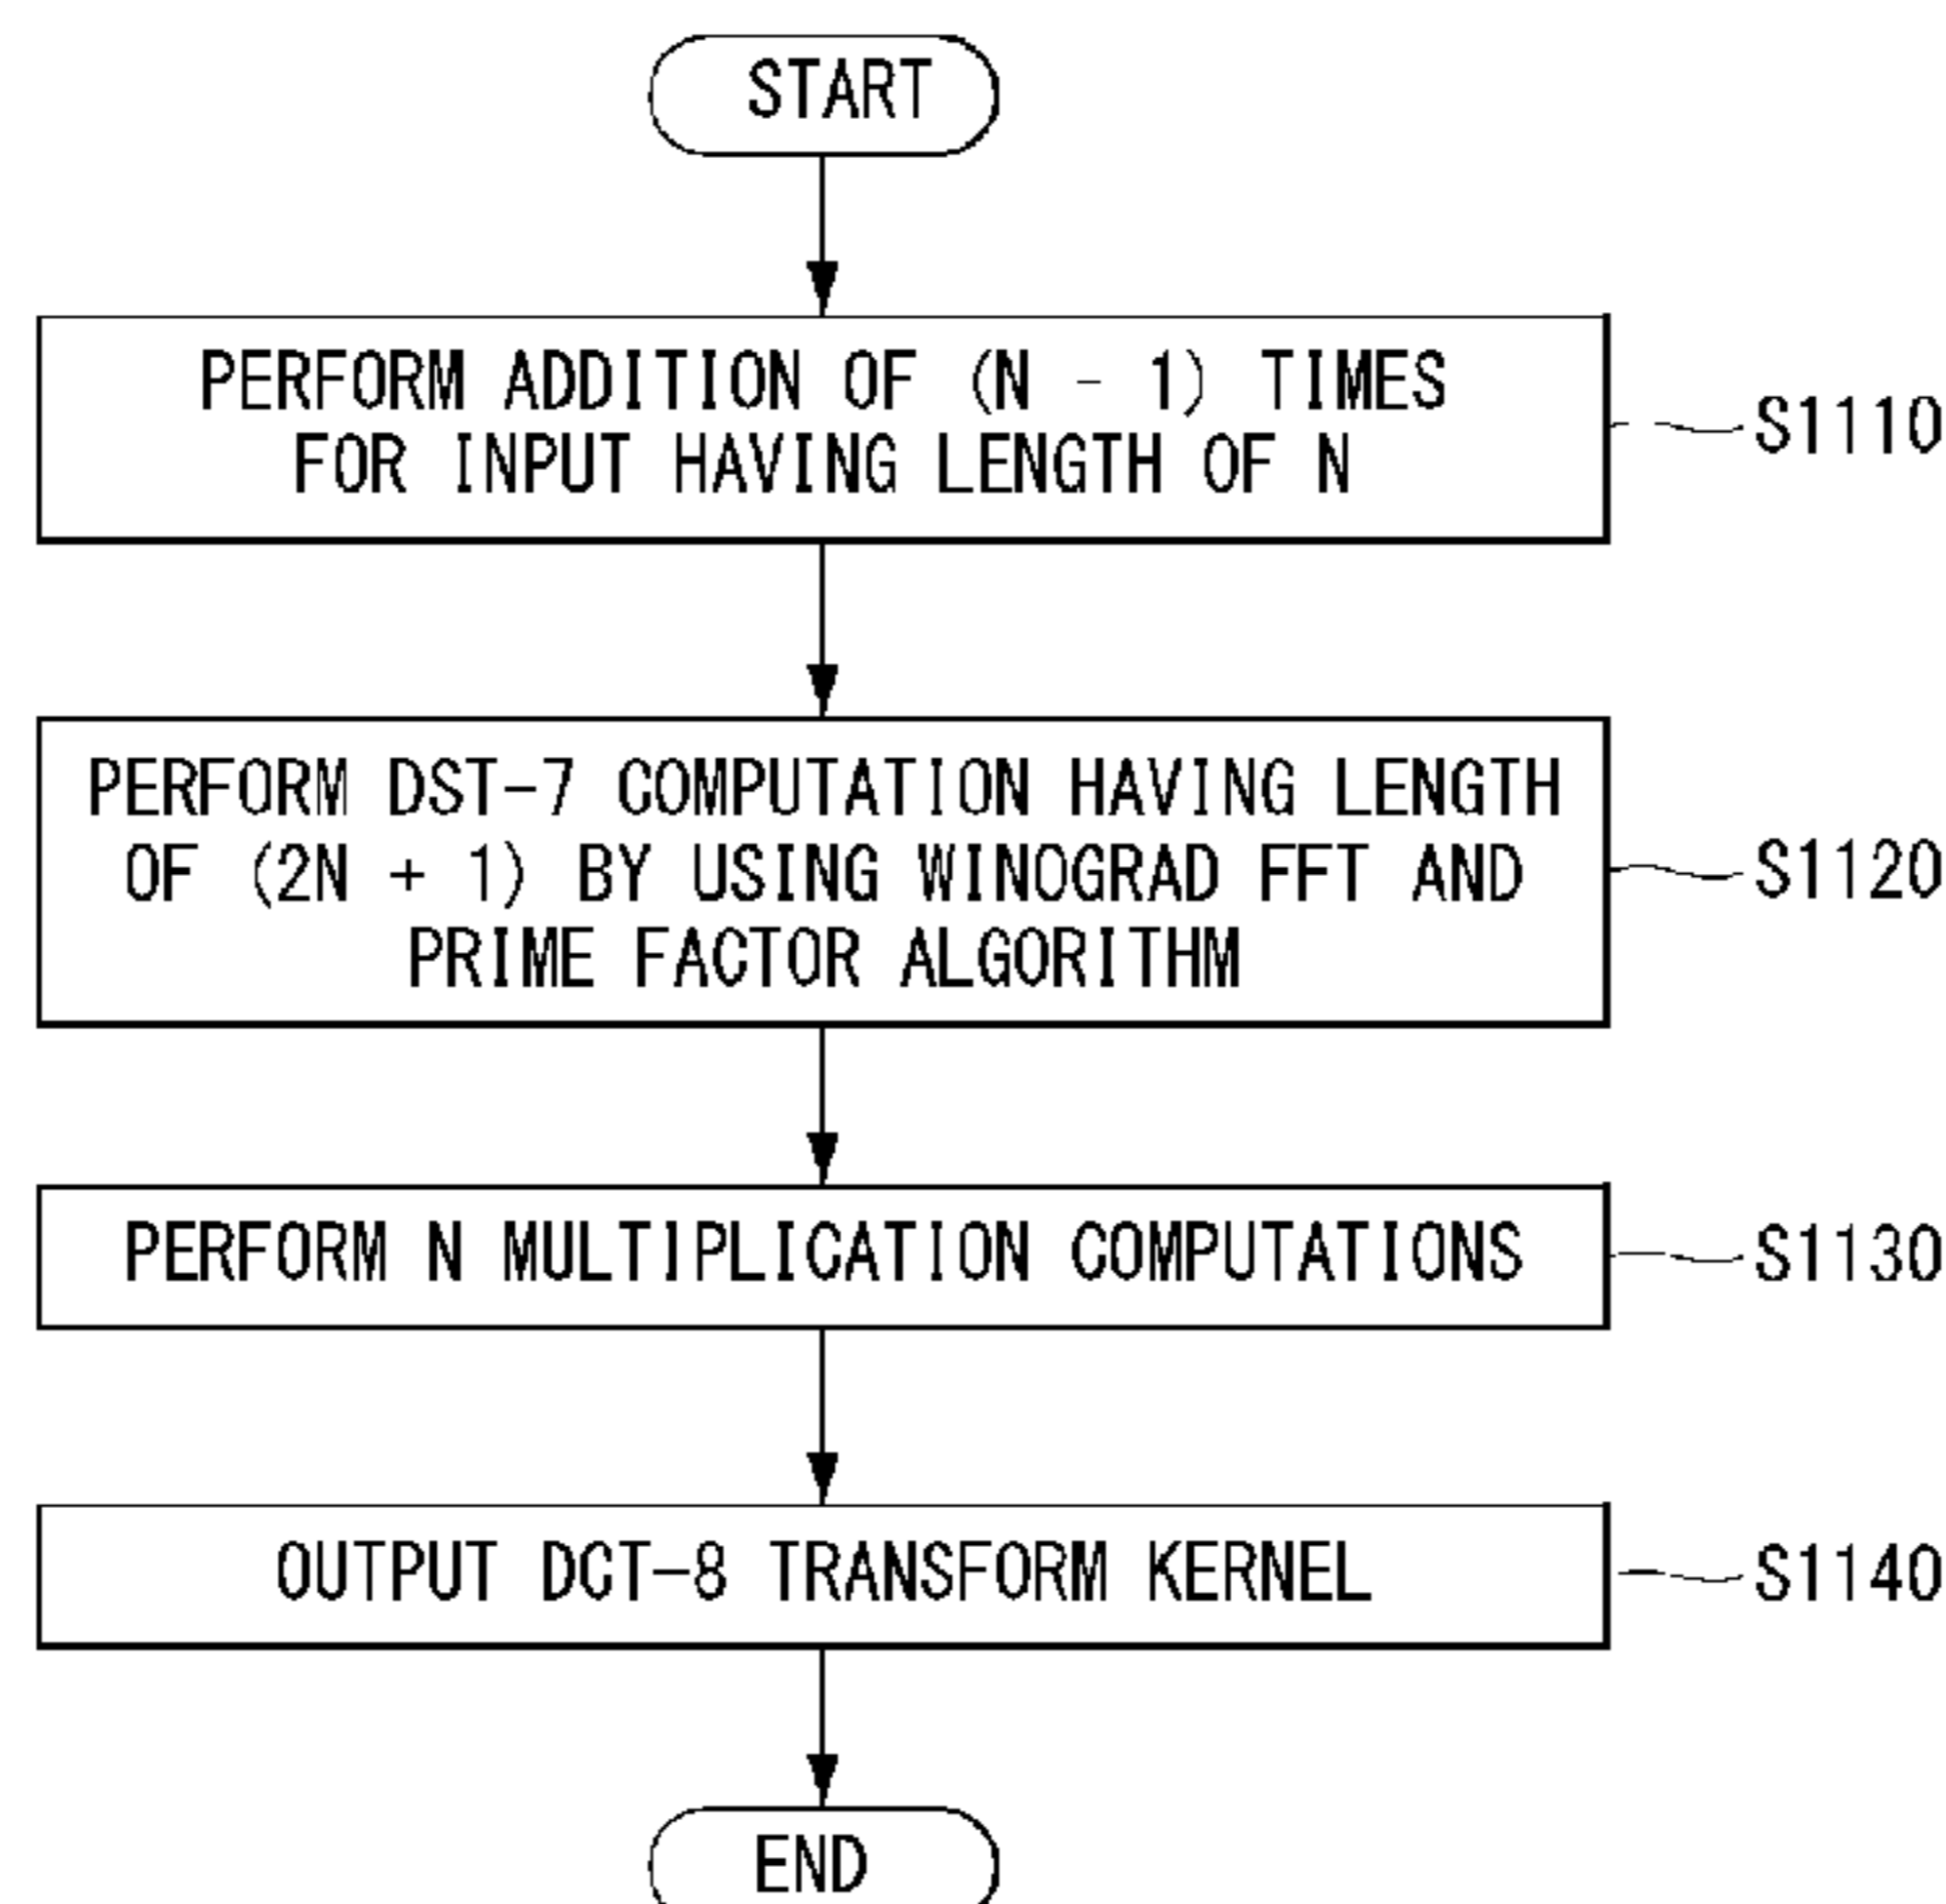 START
PERFORM ADDITION OF (N - 1) TIMES
FOR INPUT HAVING LENGTH OF N
S1110
PERFORM DST-7 COMPUTATION HAVING LENGTH
OF (2N + 1) BY USING WINOGRAD FFT AND
PRIME FACTOR ALGORITHM
S1120
PERFORM N MULTIPLICATION COMPUTATIONS
S1130
OUTPUT DCT-8 TRANSFORM KERNEL
S1140
END